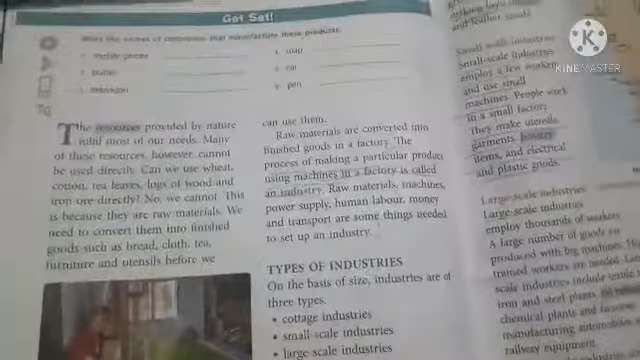 Get Set!
Write the names of companies that manufacture these products.
1. mobile phone
2. butter
3. television
4. soap
5. car
6. pen
The resources provided by nature
fulfil most of our needs. Many
of these resources, however, cannot
be used directly. Can we use wheat,
cotton, tea leaves, logs of wood and
iron ore directly? No, we cannot. This
is because they are raw materials. We
need to convert them into finished
goods such as bread, cloth, tea,
furniture and utensils before we
can use them.
Raw materials are converted into
finished goods in a factory. The
process of making a particular product
using machines in a factory is called
an industry. Raw materials, machines,
power supply, human labour, money
and transport are some things needed
to set up an industry.
TYPES OF INDUSTRIES
On the basis of size, industries are of
three types.
• cottage industries
• small-scale industries
• large-scale industries
making
and leather goods
Small scale industries
Small-scale industries
employ a few workers
and use small
machines. People work
in a small factory.
They make utensils
garments, hosiery
items, and electrical
and plastic goods.
Large-scale industries
Large-scale industries
employ thousands of workers.
A large number of goods are
produced with big machines.
trained workers are needed.
scale industries include textile
iron and steel plants,
chemical plants and
manufacturing automobiles
railway equipment.
KINEMASTER